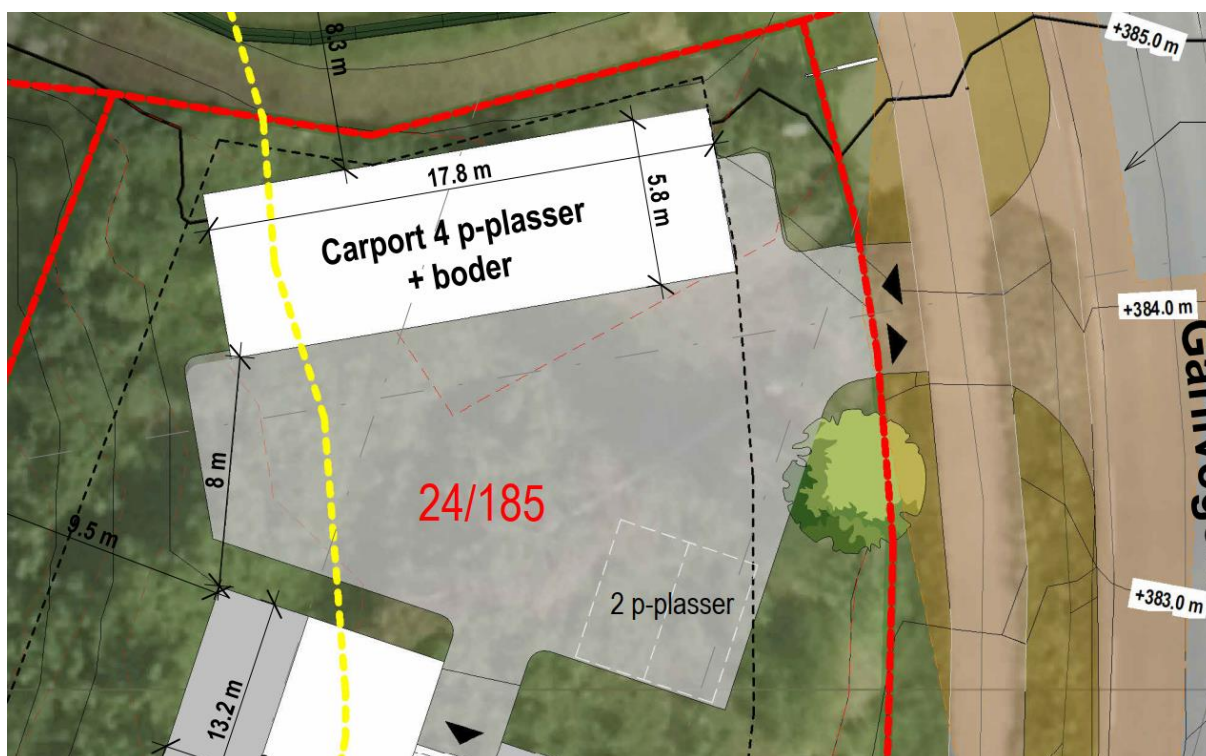 8.3 m
+385.0 m
17.8 m
5.8 m
Carport 4 p-plasser
+ boder
+384.0 m
8 m
24/185
9.5 m
2 p-plasser
+383.0 m
13.2 m